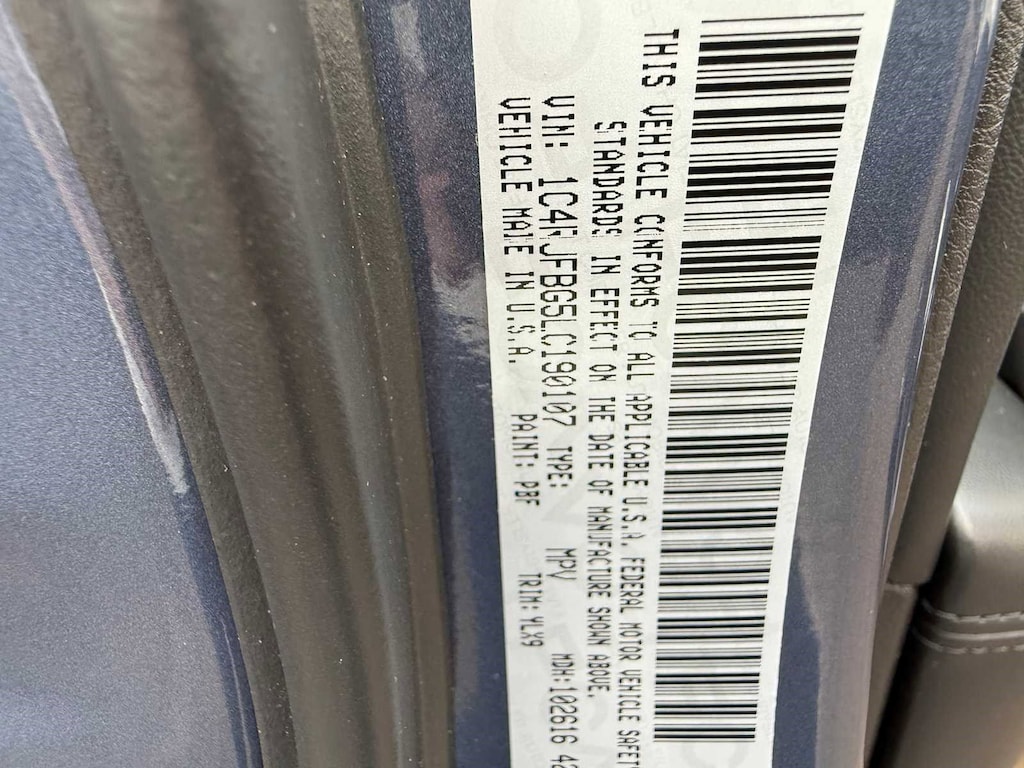 THIS VEHICLE CONFORMS TO ALL APPLICABLE U.S.A. FEDERAL MOTOR VEHICLE SAFETY
STANDARDS IN EFFECT ON THE DATE OF MANUFACTURE SHOWN ABOVE.
VIN: 1C4RJFBG5LC190107 TYPE: MPV MDH:102616 42
VEHICLE MADE IN U.S.A. PAINT: PBF TRIM: YLX9